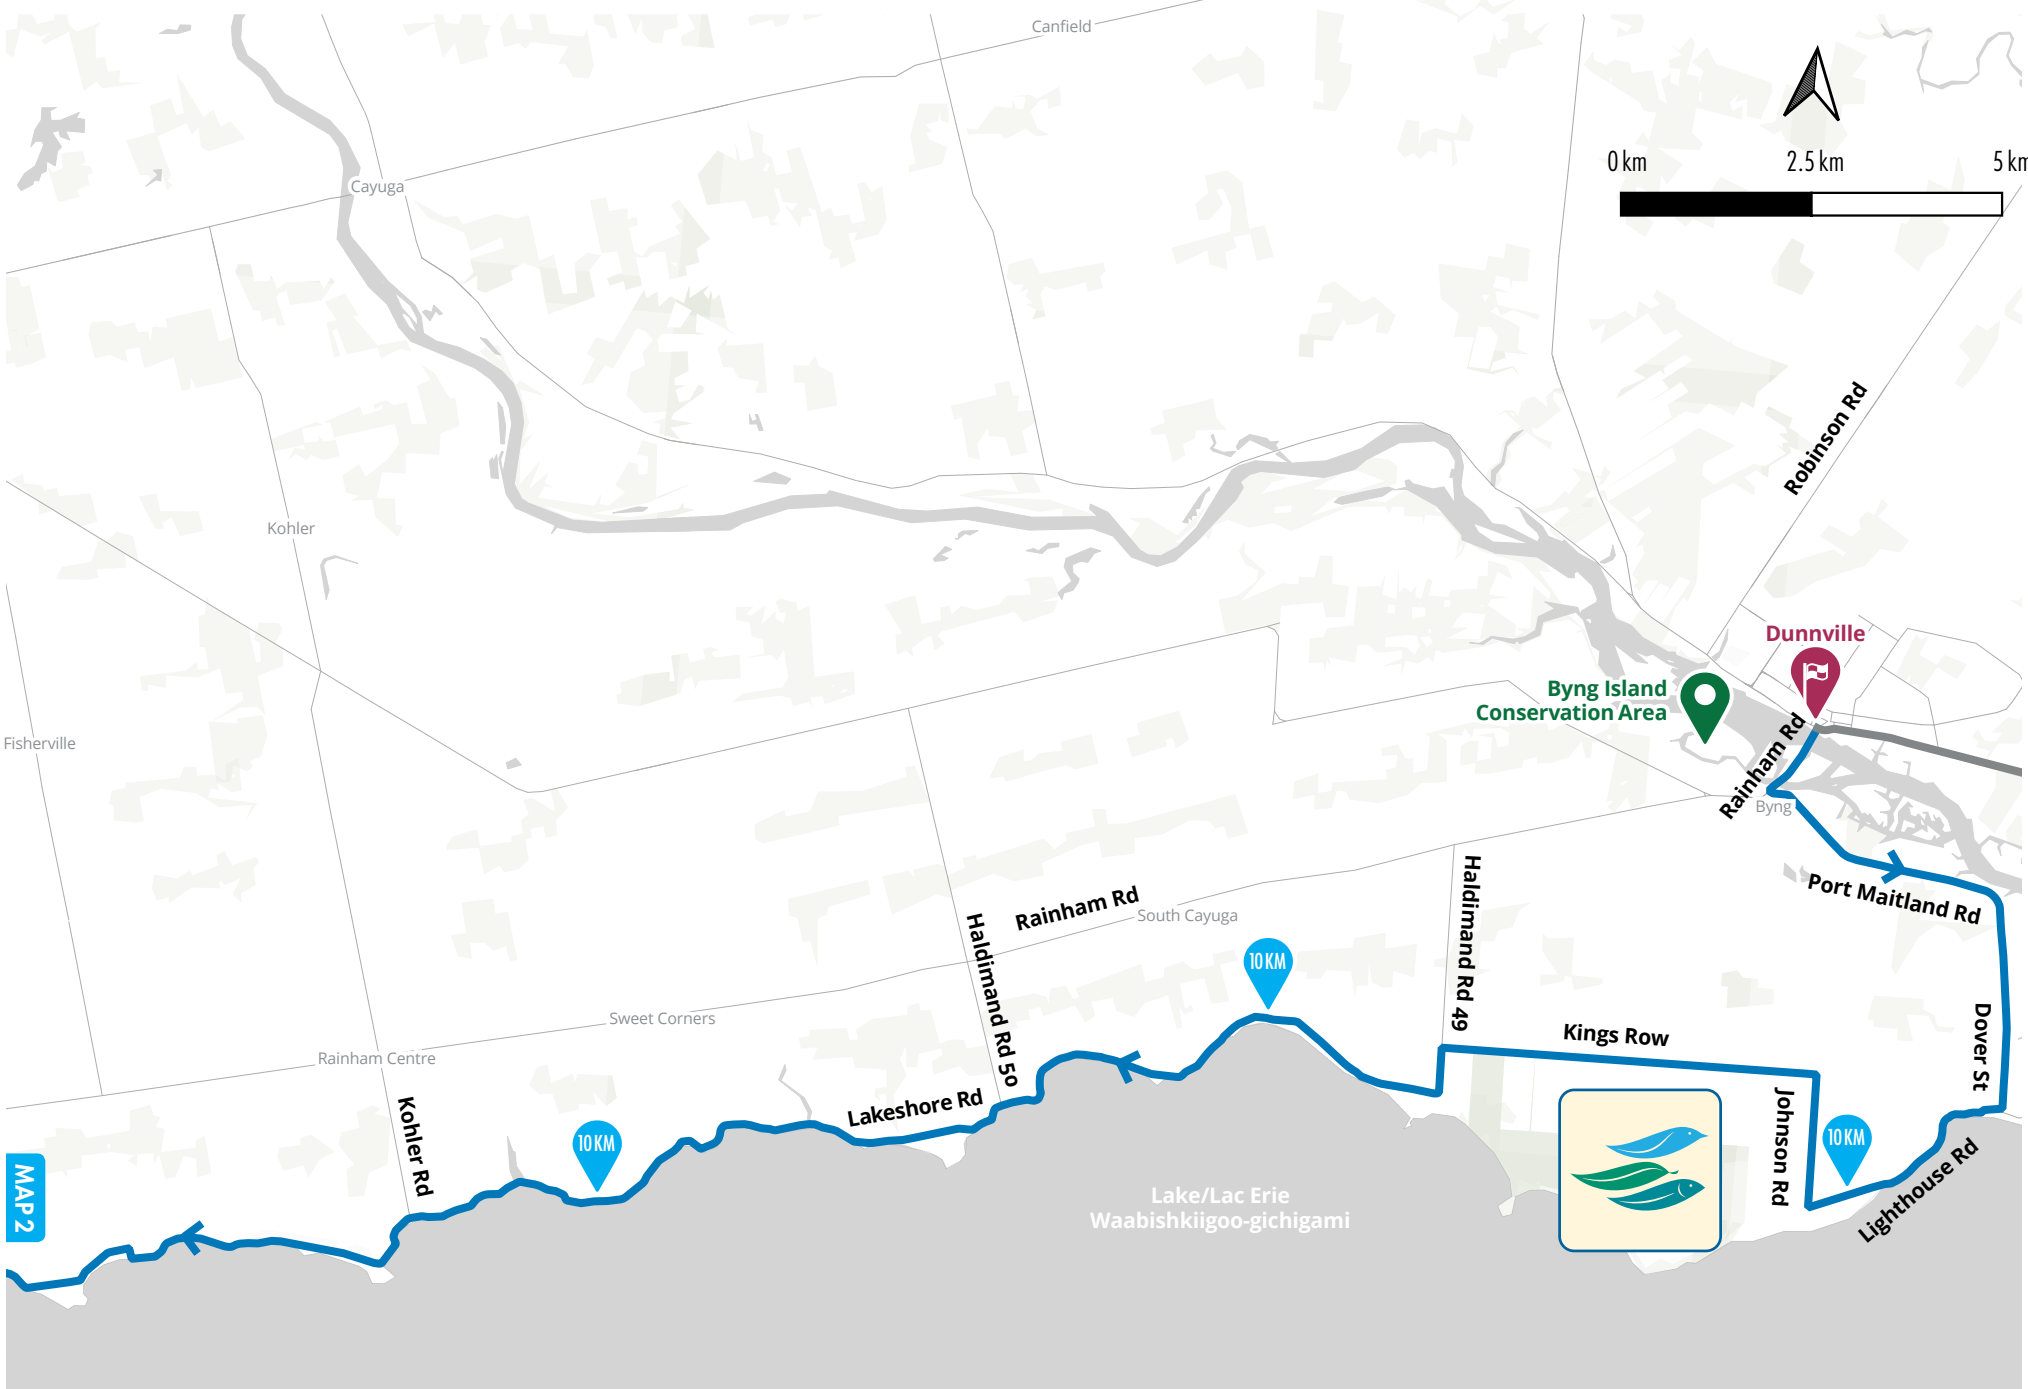 Canfield
0 km 2.5 km 5 km
Cayuga
Robinson Rd
Kohler
Dunnville
Byng Island
Conservation Area
Rainham Rd
Fisherville
Byng
Port Maitland Rd
Haldimand Rd 49
Rainham Rd
South Cayuga
Haldimand Rd 50
10 KM
Sweet Corners
Kings Row
Dover St
Rainham Centre
Lakeshore Rd
Kohler Rd
10 KM
Johnson Rd
10 KM
Lighthouse Rd
MAP 2
Lake/Lac Erie
Waabishkiigoo-gichigami